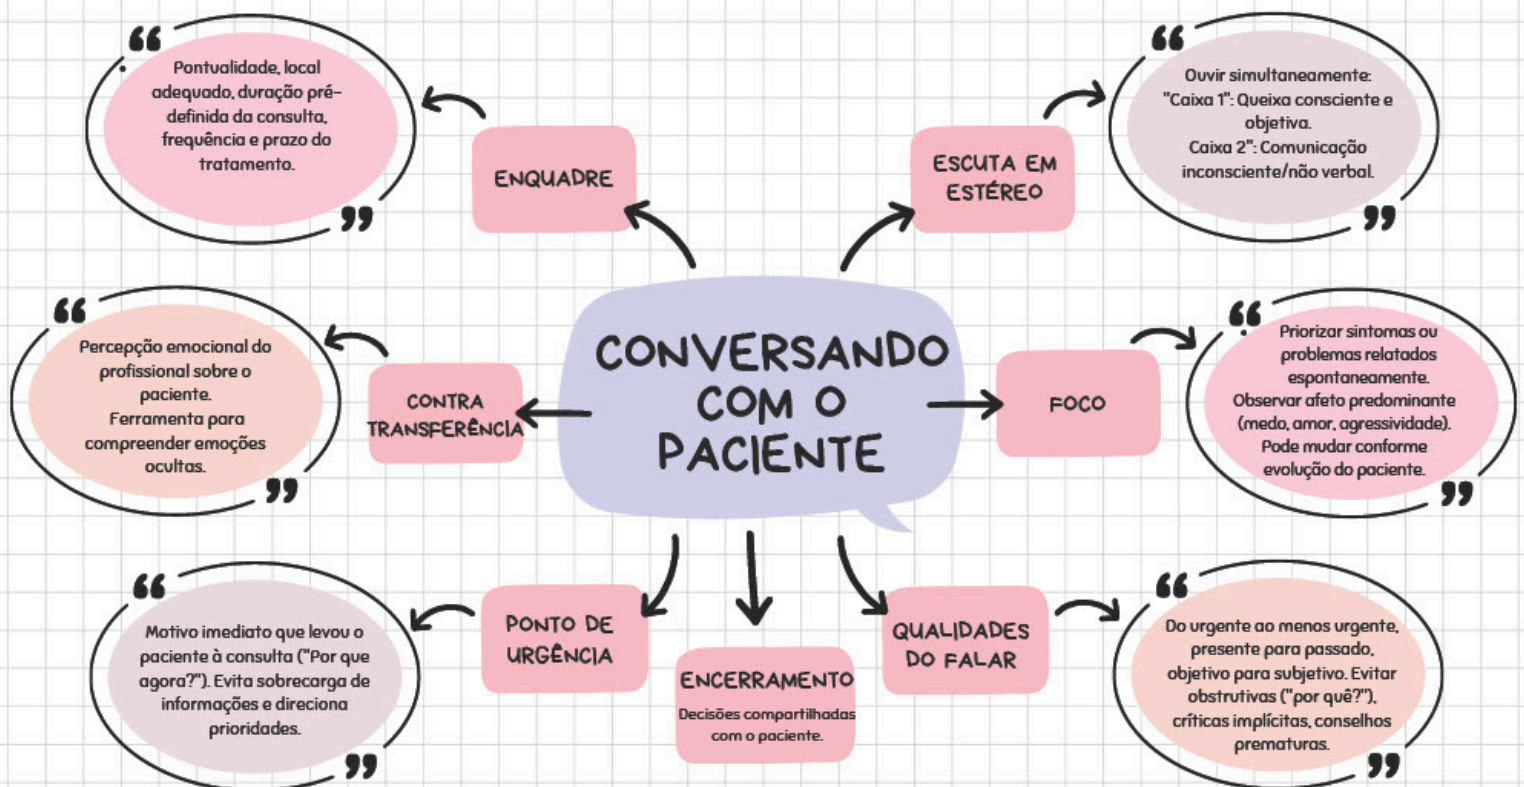 CONVERSANDO
COM O
PACIENTE
ENQUADRE
“
Pontualidade, local
adequado, duração pré-
definida da consulta,
frequência e prazo do
tratamento.
”
ESCUTA EM
ESTÉREO
“
Ouvir simultaneamente:
"Caixa 1": Queixa consciente e
objetiva.
Caixa 2": Comunicação
inconsciente/não verbal.
”
CONTRA
TRANSFERÊNCIA
“
Percepção emocional do
profissional sobre o
paciente.
Ferramenta para
compreender emoções
ocultas.
”
FOCO
“
Priorizar sintomas ou
problemas relatados
espontaneamente.
Observar afeto predominante
(medo, amor, agressividade).
Pode mudar conforme
evolução do paciente.
”
PONTO DE
URGÊNCIA
“
Motivo imediato que levou o
paciente à consulta ("Por que
agora?"). Evita sobrecarga de
informações e direciona
prioridades.
”
ENCERRAMENTO
Decisões compartilhadas
com o paciente.
QUALIDADES
DO FALAR
“
Do urgente ao menos urgente,
presente para passado,
objetivo para subjetivo. Evitar
obstrutivas ("por quê?"),
críticas implícitas, conselhos
prematuras.
”